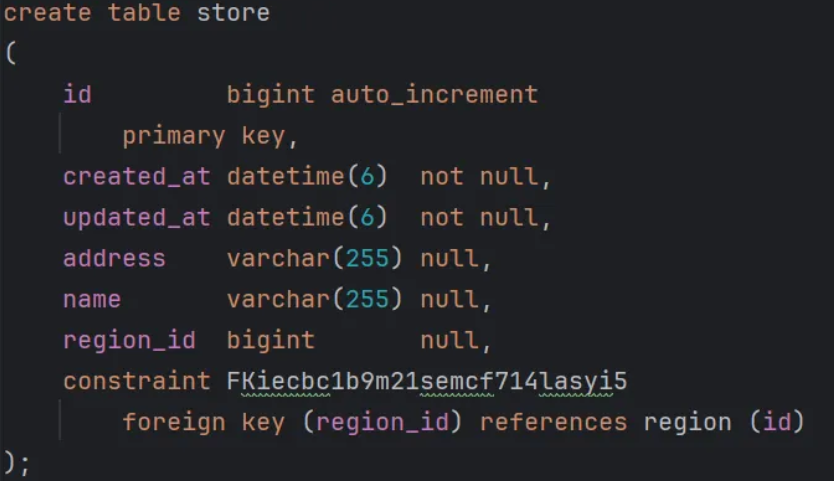 create table store
(
    id         bigint auto_increment
        primary key,
    created_at datetime(6)  not null,
    updated_at datetime(6)  not null,
    address    varchar(255) null,
    name       varchar(255) null,
    region_id  bigint       null,
    constraint FKiecbc1b9m21semcf714lasyi5
        foreign key (region_id) references region (id)
);